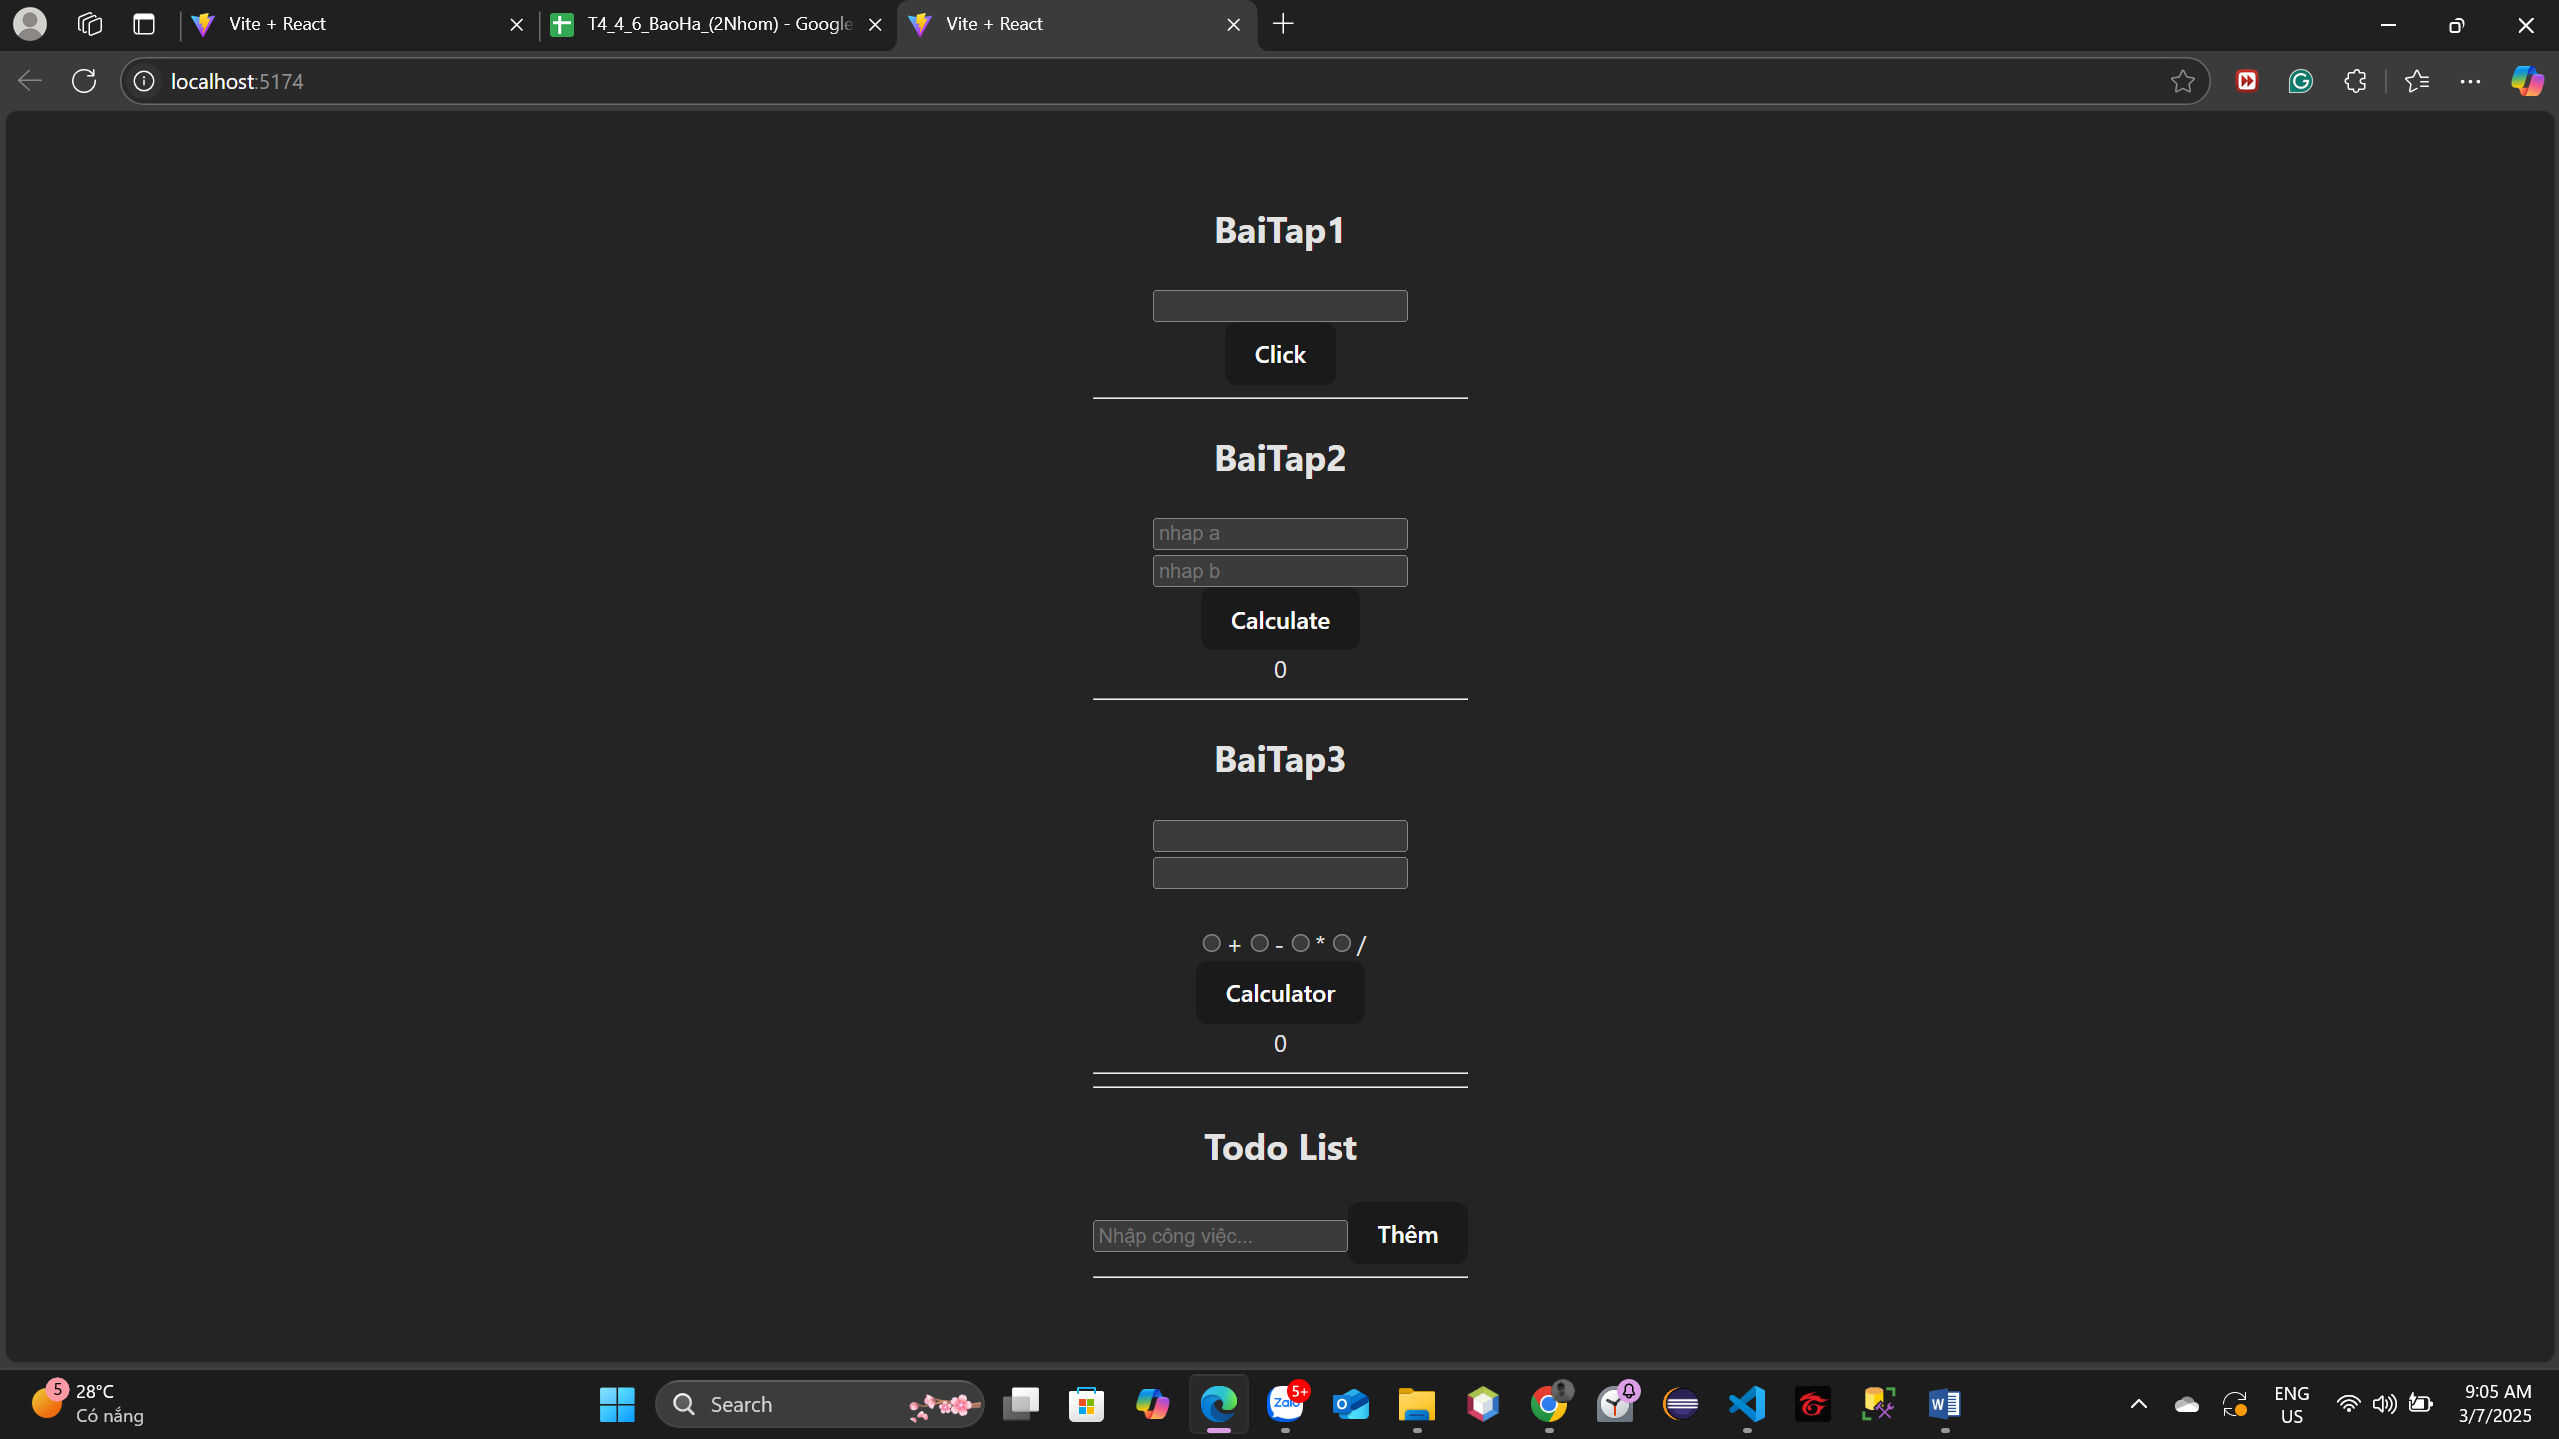 Vite + React
T4_4_6_BaoHa_(2Nhom) - Google
Vite + React
localhost:5174
BaiTap1
Click
BaiTap2
nhap a
nhap b
Calculate
0
BaiTap3
+ - * /
Calculator
0
Todo List
Nhập công việc...
Thêm
5
28°C
Có nắng
Search
Zalo
5+
ENG
US
9:05 AM
3/7/2025